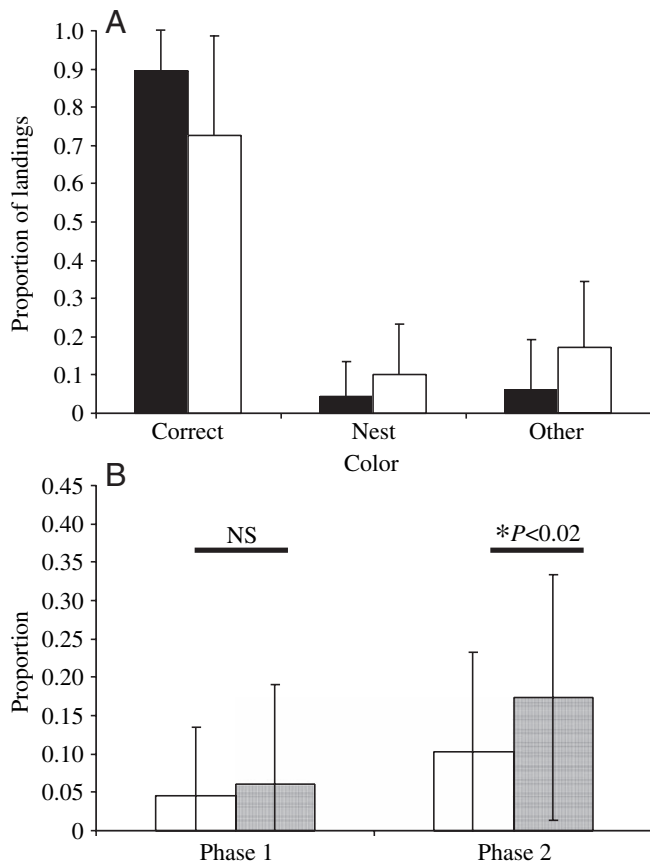 A
1.0
0.9
0.8
0.7
0.6
0.5
0.4
0.3
0.2
0.1
0
Proportion of landings
Correct Nest Other
Color
B
0.45
0.40
0.35
0.30
0.25
0.20
0.15
0.10
0.05
0
Proportion
NS
*P<0.02
Phase 1 Phase 2